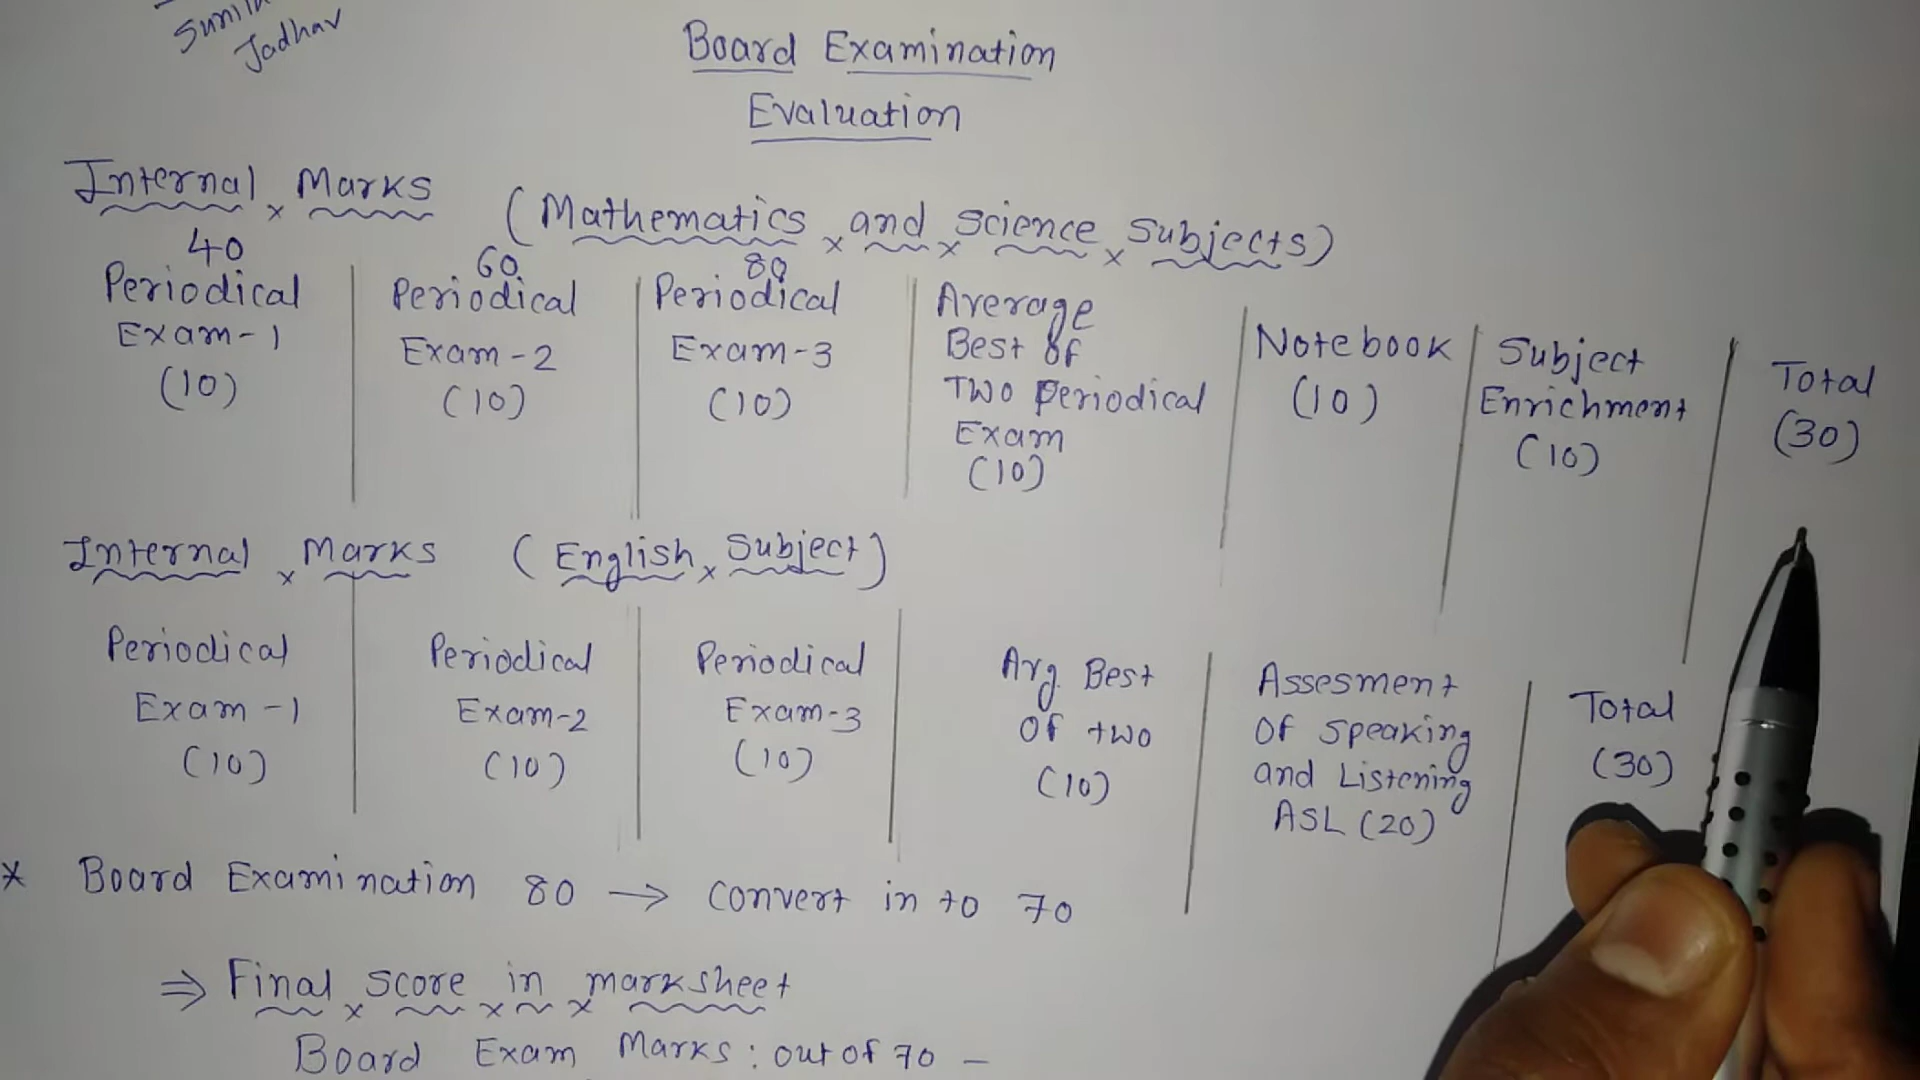 Sunil
Jadhav
Board Examination
Evaluation
Internal Marks
(Mathematics and Science Subjects)
40
Periodical
Exam-1
(10)
60
Periodical
Exam-2
(10)
80
Periodical
Exam-3
(10)
Average
Best of
Two Periodical
Exam
(10)
Notebook
(10)
Subject
Enrichment
(10)
Total
(30)
Internal Marks (English Subject)
Periodical
Exam-1
(10)
Periodical
Exam-2
(10)
Periodical
Exam-3
(10)
Avg. Best
Of two
(10)
Assesment
Of Speaking
and Listening
ASL (20)
Total
(30)
* Board Examination 80 → Convert in to 70
⇒ Final Score in marksheet
Board Exam Marks: out of 70 –